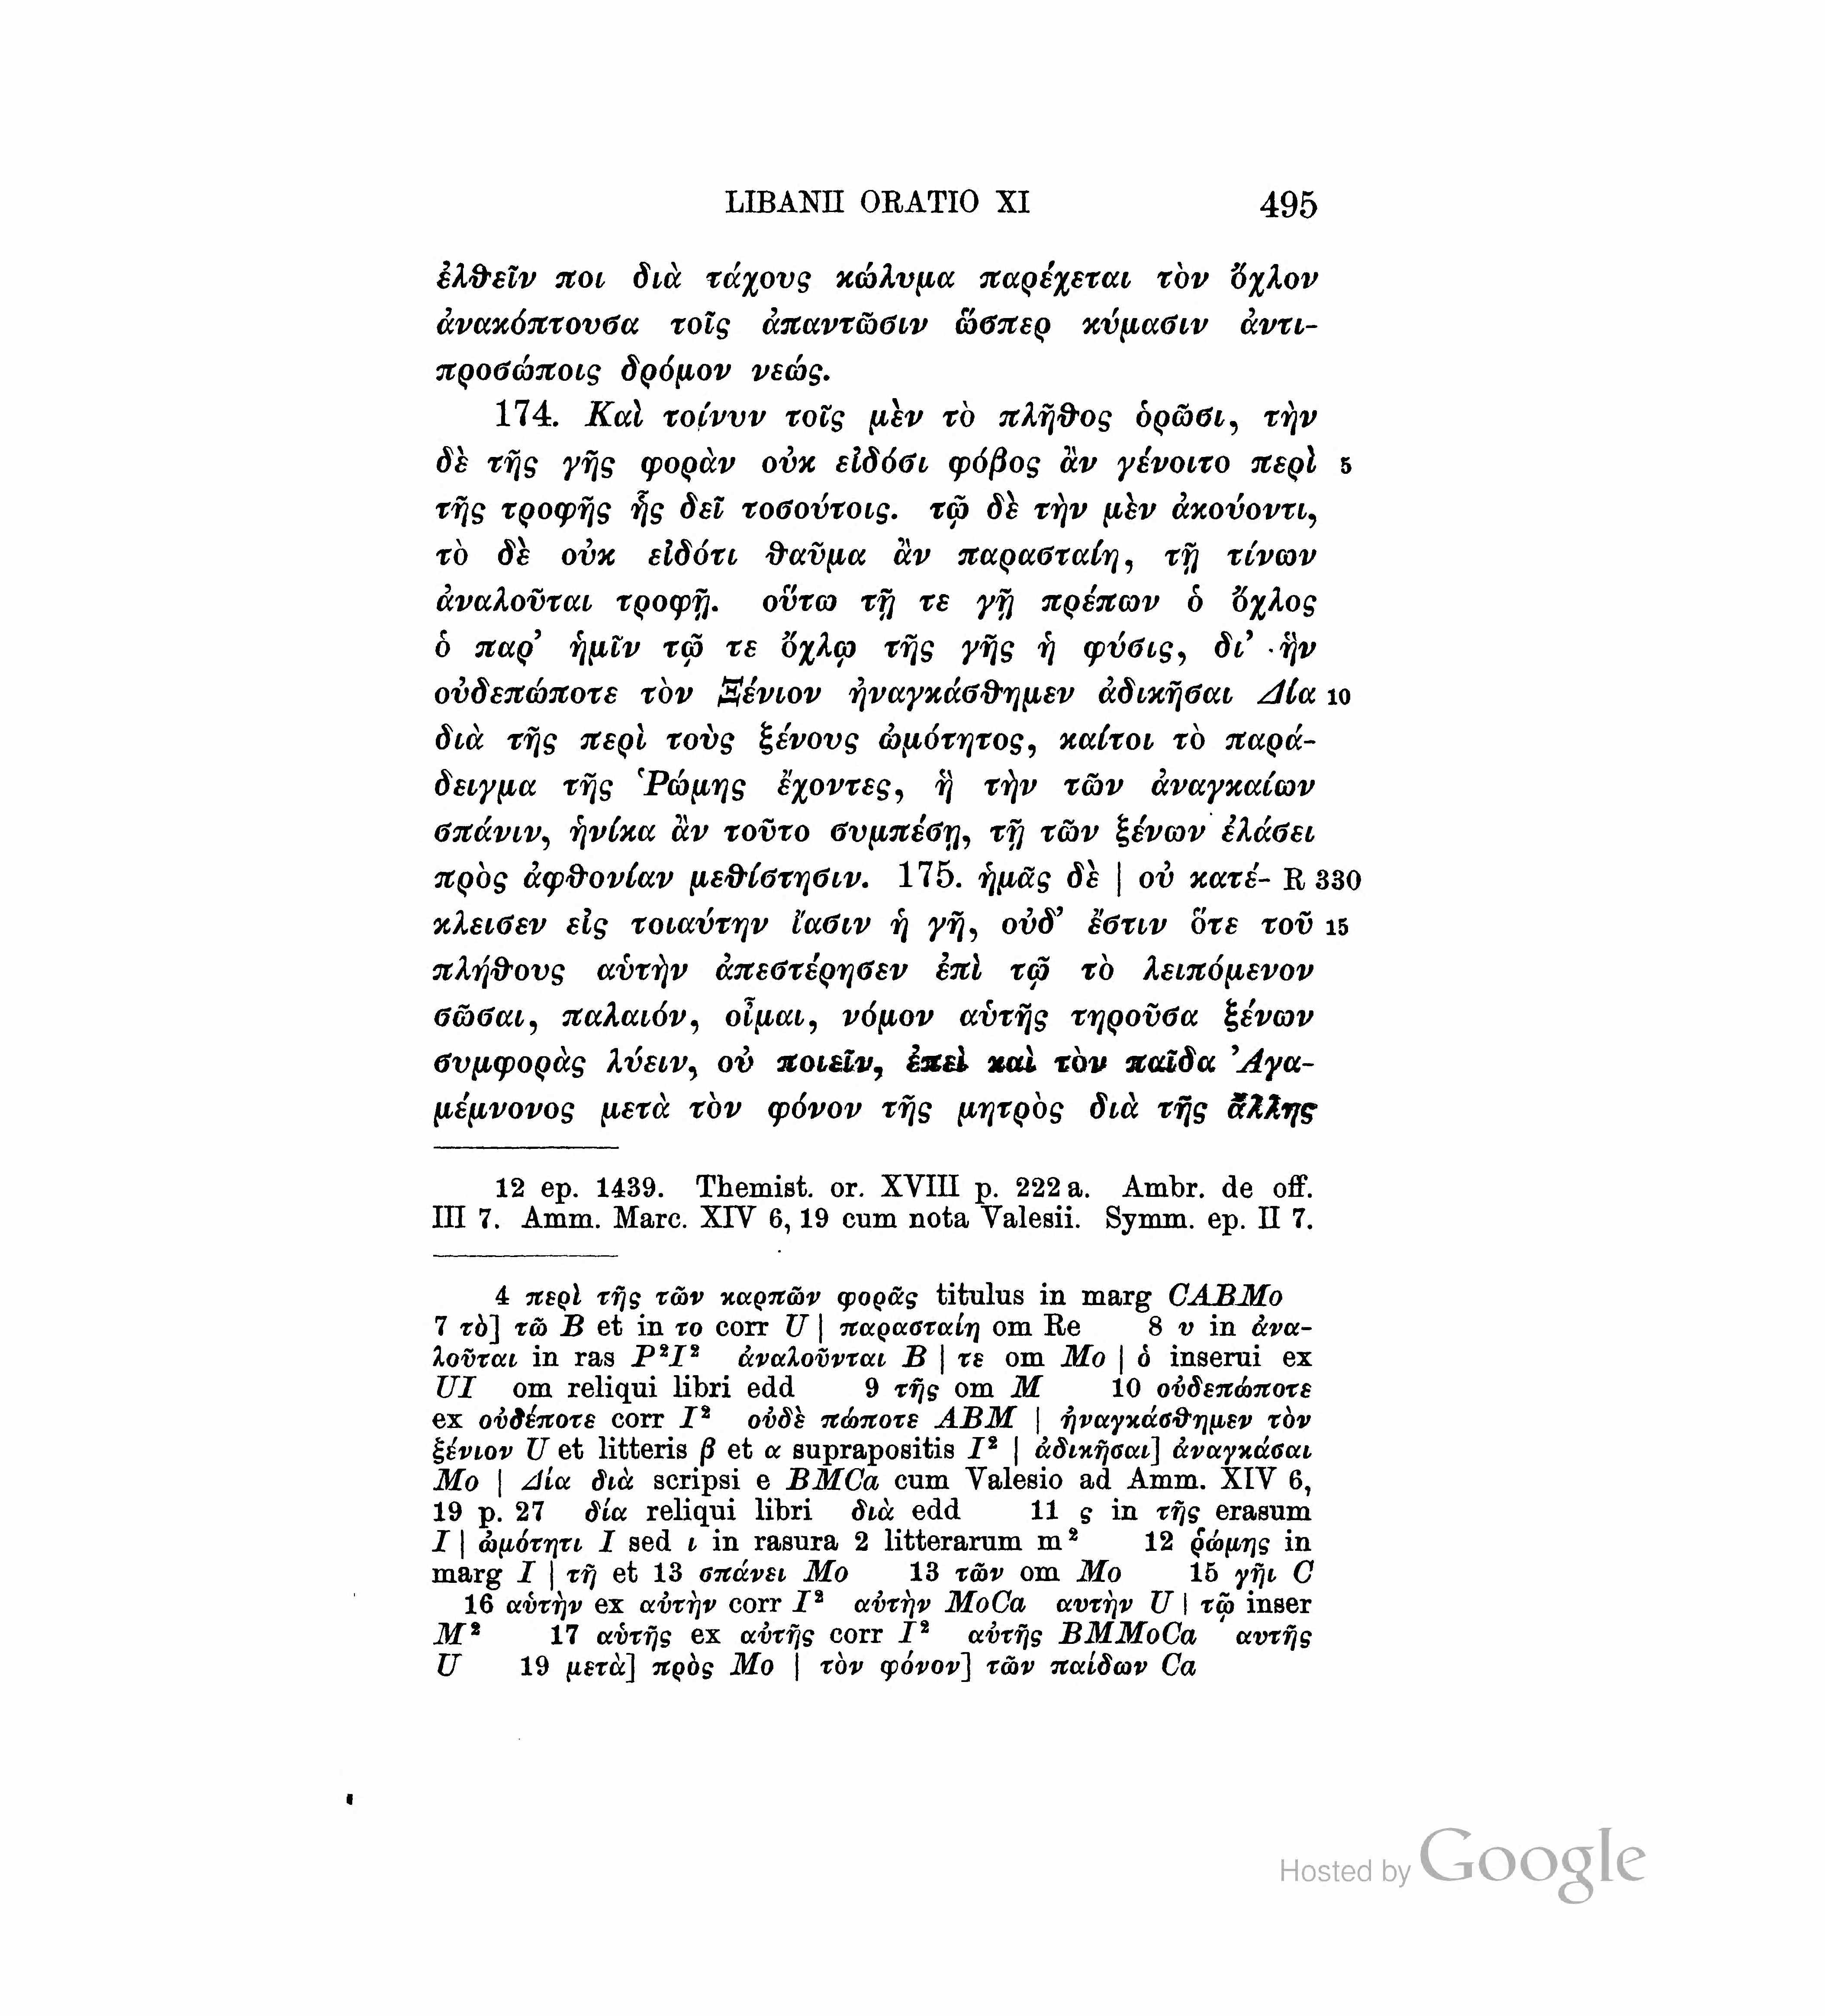 LIBANII ORATIO XI 495
ἐλθεῖν ποι διὰ τάχους κώλυμα παρέχεται τὸν ὄχλον
ἀνακόπτουσα τοῖς ἀπαντῶσιν ὥσπερ κύμασιν ἀντι-
προσώποις δρόμον νεώς.
174. Καὶ τοίνυν τοῖς μὲν τὸ πλῆθος ὁρῶσι, τὴν
δὲ τῆς γῆς φορὰν οὐκ εἰδόσι φόβος ἂν γένοιτο περὶ 5
τῆς τροφῆς ἧς δεῖ τοσούτοις. τῷ δὲ τὴν μὲν ἀκούοντι,
τὸ δὲ οὐκ εἰδότι θαῦμα ἂν παρασταίη, τῇ τίνων
ἀναλοῦται τροφῇ. οὕτω τῇ τε γῇ πρέπων ὁ ὄχλος
ὁ παρ’ ἡμῖν τῷ τε ὄχλῳ τῆς γῆς ἡ φύσις, δι’ ἣν
οὐδεπώποτε τὸν Ξένιον ἠναγκάσθημεν ἀδικῆσαι Δία 10
διὰ τῆς περὶ τοὺς ξένους ὠμότητος, καίτοι τὸ παρά-
δειγμα τῆς Ῥώμης ἔχοντες, ἣ τὴν τῶν ἀναγκαίων
σπάνιν, ἡνίκα ἂν τοῦτο συμπέσῃ, τῇ τῶν ξένων ἐλάσει
πρὸς ἀφθονίαν μεθίστησιν. 175. ἡμᾶς δὲ | οὐ κατέ- R 330
κλεισεν εἰς τοιαύτην ἴασιν ἡ γῆ, οὐδ’ ἔστιν ὅτε τοῦ 15
πλήθους αὑτὴν ἀπεστέρησεν ἐπὶ τῷ τὸ λειπόμενον
σῶσαι, παλαιόν, οἶμαι, νόμον αὑτῆς τηροῦσα ξένων
συμφορὰς λύειν, οὐ ποιεῖν, ἐπεὶ καὶ τὸν παῖδα Ἀγα-
μέμνονος μετὰ τὸν φόνον τῆς μητρὸς διὰ τῆς ἄλλης
12 ep. 1439. Themist. or. XVIII p. 222 a. Ambr. de off.
III 7. Amm. Marc. XIV 6, 19 cum nota Valesii. Symm. ep. II 7.
4 περὶ τῆς τῶν καρπῶν φορᾶς titulus in marg CABMo
7 τὸ] τῶ B et in το corr U | παρασταίη om Re 8 υ in ἀνα-
λοῦται in ras P²I² ἀναλοῦνται B | τε om Mo | ὁ inserui ex
UI om reliqui libri edd 9 τῆς om M 10 οὐδεπώποτε
ex οὐδέποτε corr I² οὐδὲ πώποτε ABM | ἠναγκάσθημεν τὸν
ξένιον U et litteris β et α suprapositis I² | ἀδικῆσαι] ἀναγκάσαι
Mo | Δία διὰ scripsi e BMCa cum Valesio ad Amm. XIV 6,
19 p. 27 δία reliqui libri διὰ edd 11 ς in τῆς erasum
I | ὠμότητι I sed ι in rasura 2 litterarum m² 12 ῥώμης in
marg I | τῆ et 13 σπάνει Mo 13 τῶν om Mo 15 γῆι C
16 αὑτὴν ex αὐτὴν corr I² αὐτὴν MoCa αυτὴν U | τῷ inser
M² 17 αὑτῆς ex αὐτῆς corr I² αὐτῆς BMMoCa αυτῆς
U 19 μετὰ] πρὸς Mo | τὸν φόνον] τῶν παίδων Ca
Hosted by Google